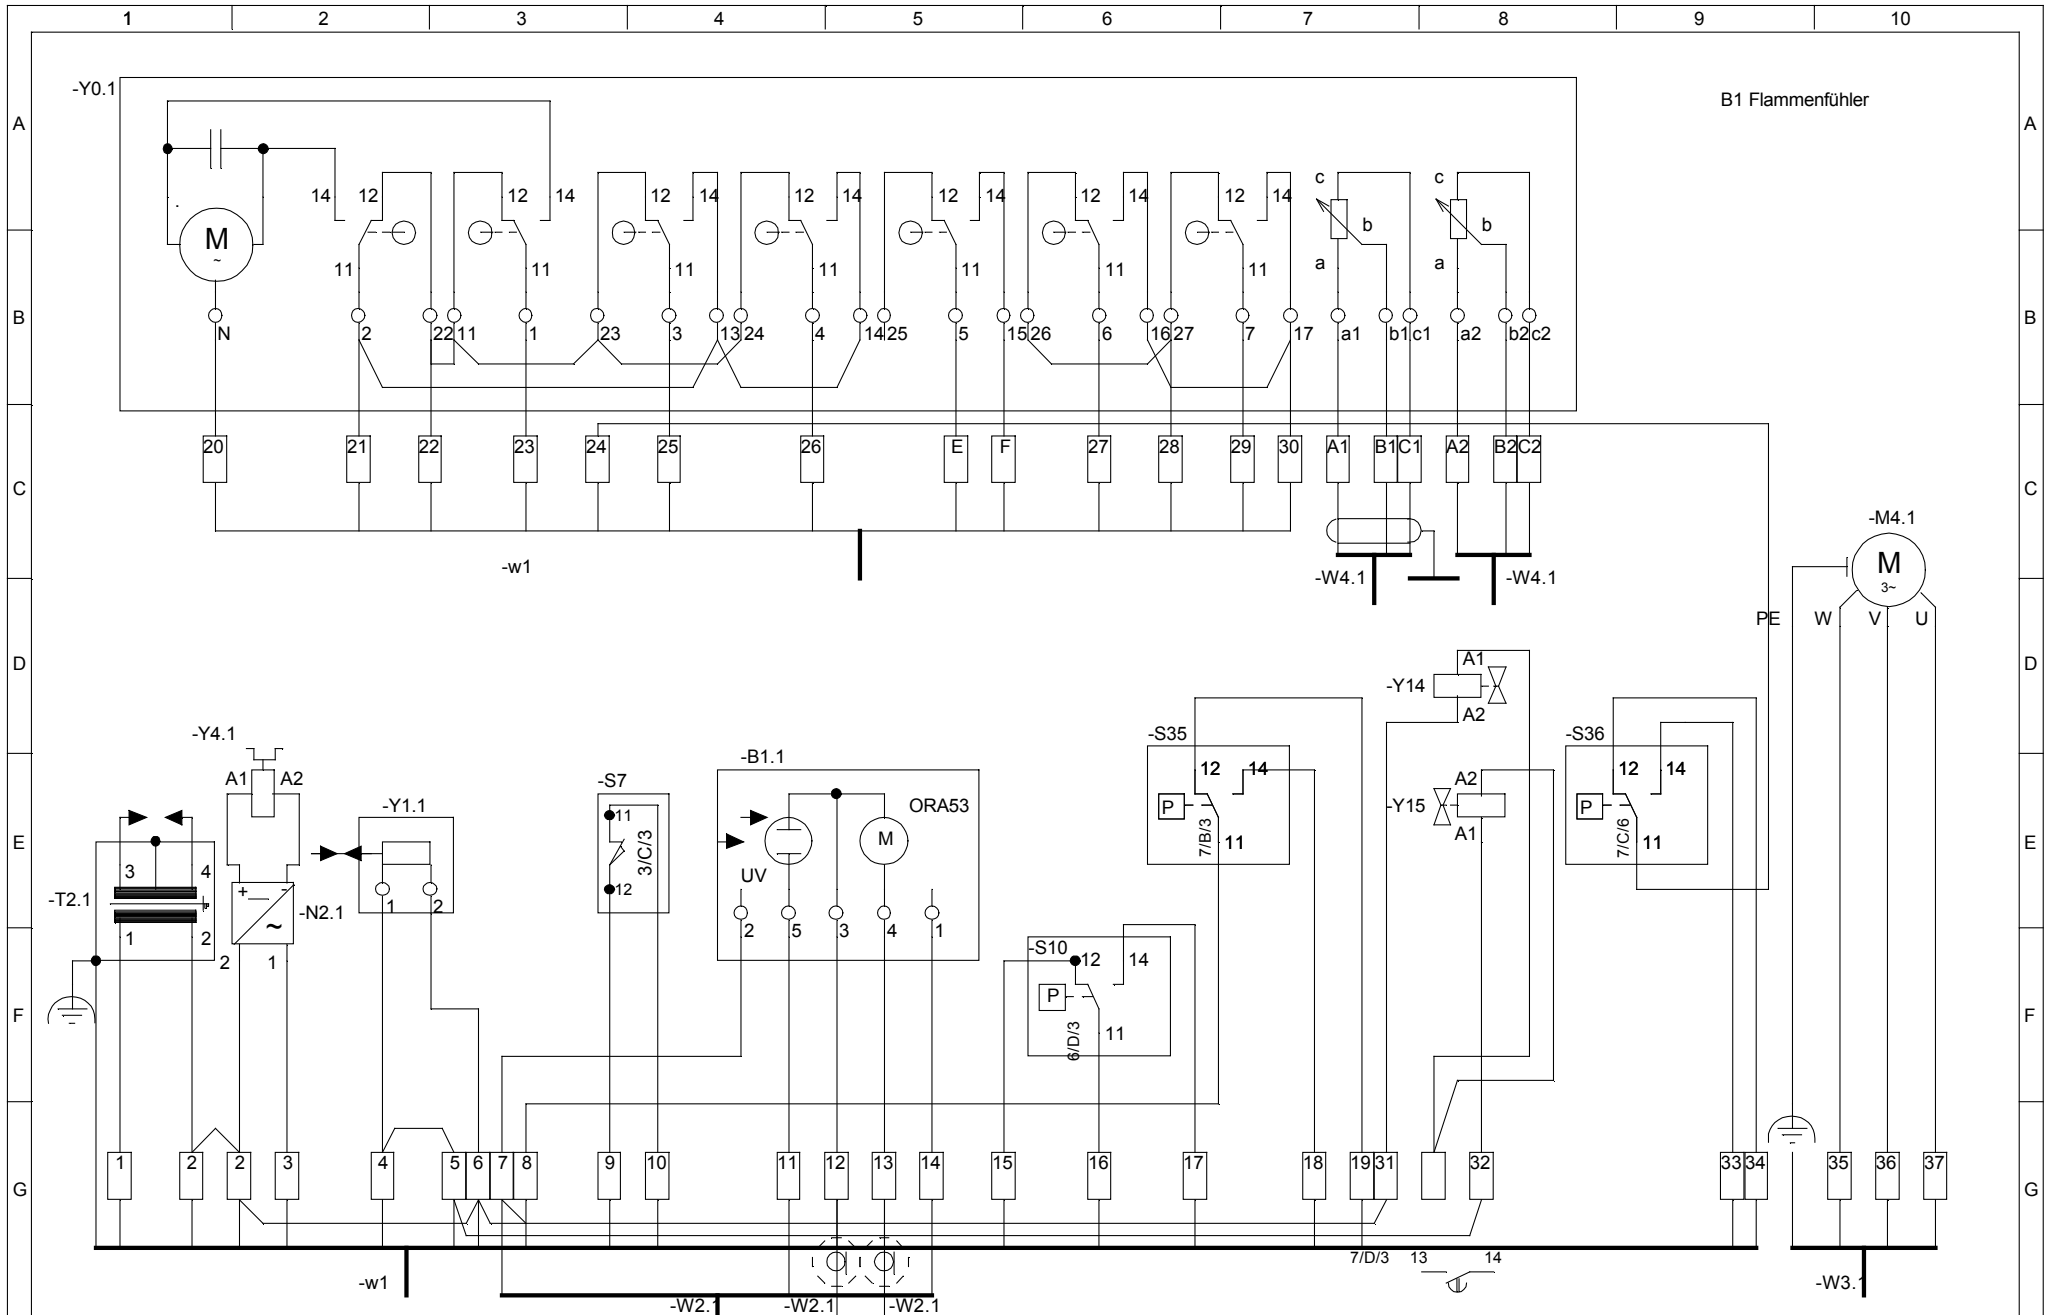 1 2 3 4 5 6 7 8 9 10
-Y0.1
B1 Flammenfühler
A A
14 12 12 14 12 14 12 14 12 14 12 14 12 14 c c
b b
M
~
11 11 11 11 11 11 11 a a
B B
N 2 22 11 1 23 3 13 24 4 14 25 5 15 26 6 16 27 7 17 a1 b1 c1 a2 b2 c2
20 21 22 23 24 25 26 E F 27 28 29 30 A1 B1 C1 A2 B2 C2
C C
-M4.1
M
3~
-w1
-W4.1 -W4.1
PE W V U
D D
A1
-Y14
A2
-Y4.1
-S35 -S36
-B1.1
A1 A2
-S7
12 14
A2
12 14
-Y1.1
ORA53
P
-Y15
P
11
M
A1
E E
3/C/3
7/B/3
11
7/C/6
11
3 4
UV
12
-T2.1
+ -
~
-N2.1
1 2
1 2
2 5 3 4 1
-S10
2 1
12 14
P
F F
6/D/3
11
1 2 2 3 4 5 6 7 8 9 10 11 12 13 14 15 16 17 18 19 31 32 33 34 35 36 37
G G
7/D/3 13 14
-w1
-W3.1
-W2.1 -W2.1 -W2.1